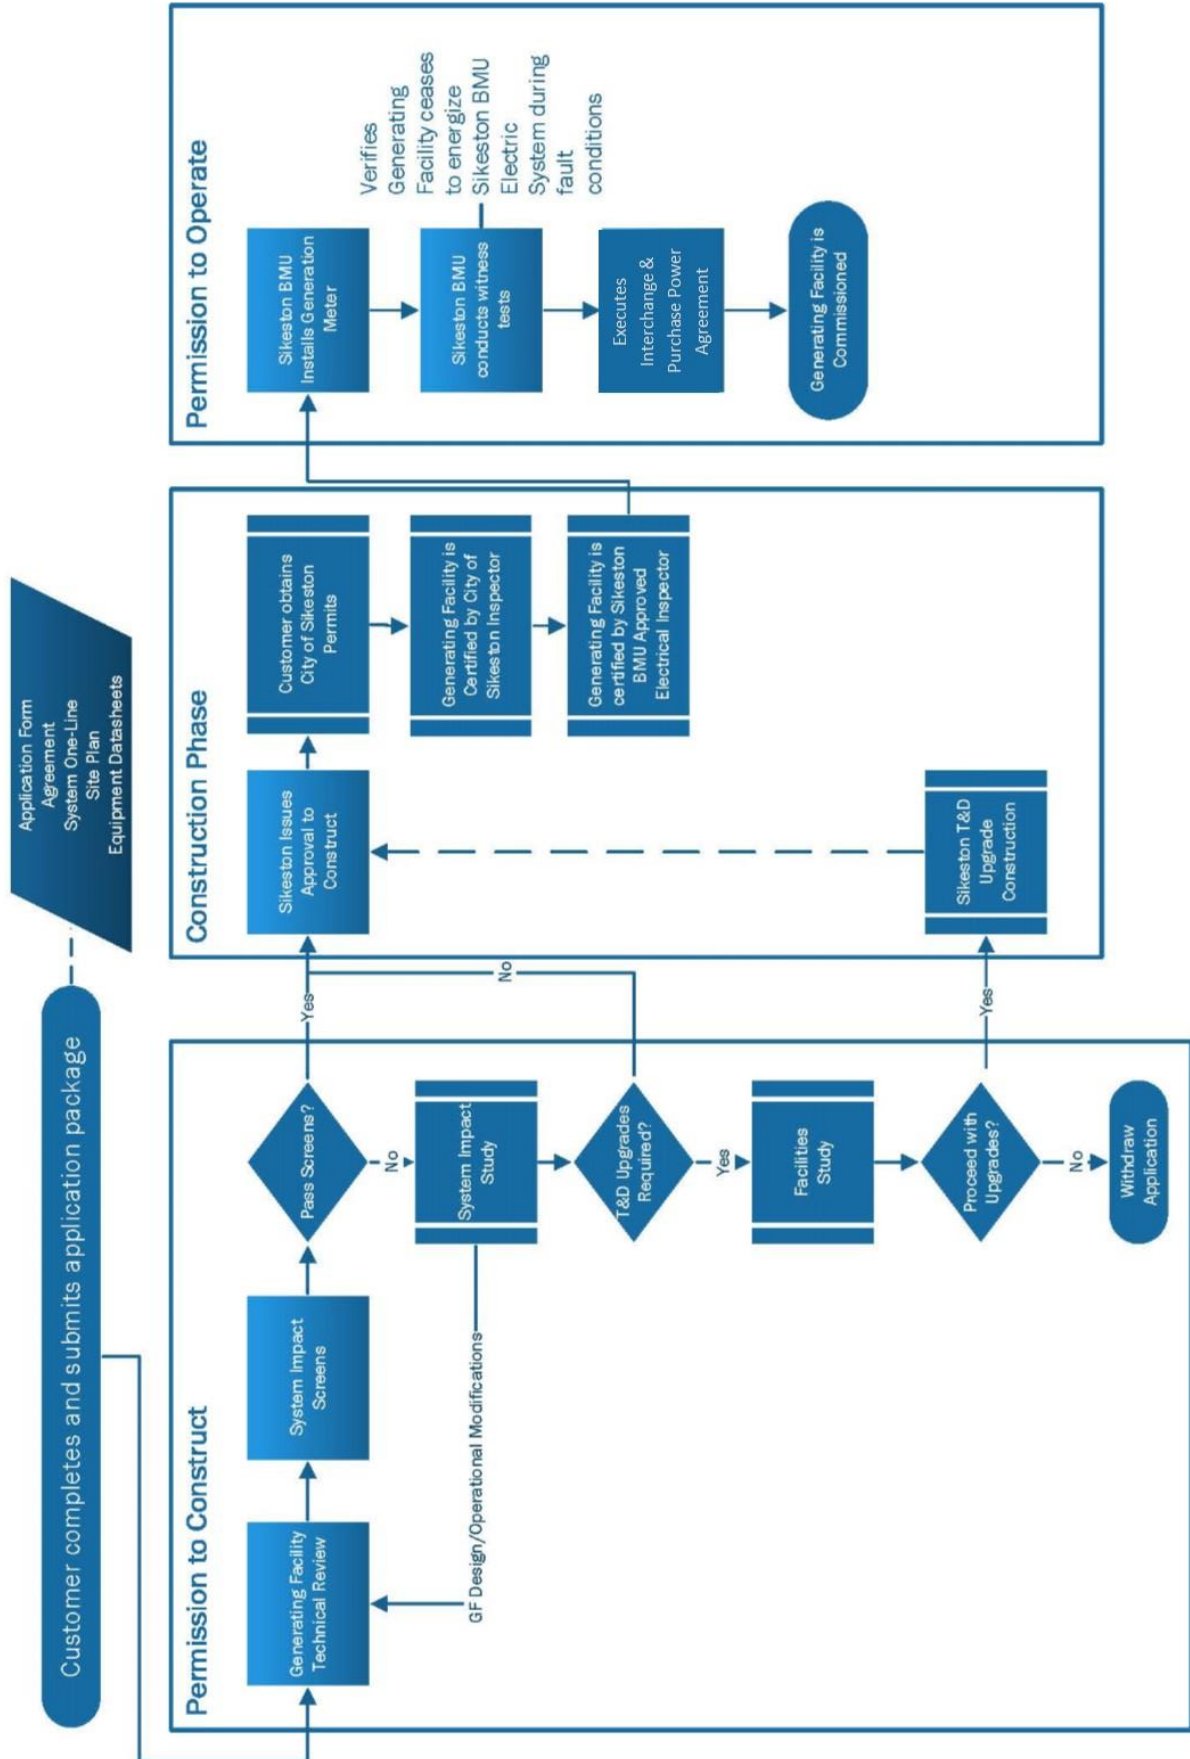 Customer completes and submits application package
Application Form
Agreement
System One-Line
Site Plan
Equipment Datasheets
Permission to Construct
Generating Facility
Technical Review
System Impact
Screens
Pass Screens?
Yes
No
System Impact
Study
GF Design/Operational Modifications
T&D Upgrades
Required?
No
Yes
Facilities
Study
Proceed with
Upgrades?
Yes
No
Withdraw
Application
Construction Phase
Sikeston Issues
Approval to
Construct
Customer obtains
City of Sikeston
Permits
Generating Facility is
Certified by City of
Sikeston Inspector
Generating Facility is
certified by Sikeston
BMU Approved
Electrical Inspector
Sikeston T&D
Upgrade
Construction
Permission to Operate
Sikeston BMU
Installs Generation
Meter
Sikeston BMU
conducts witness
tests
Verifies
Generating
Facility ceases
to energize
Sikeston BMU
Electric
System during
fault
conditions
Executes
Interchange &
Purchase Power
Agreement
Generating Facility is
Commissioned